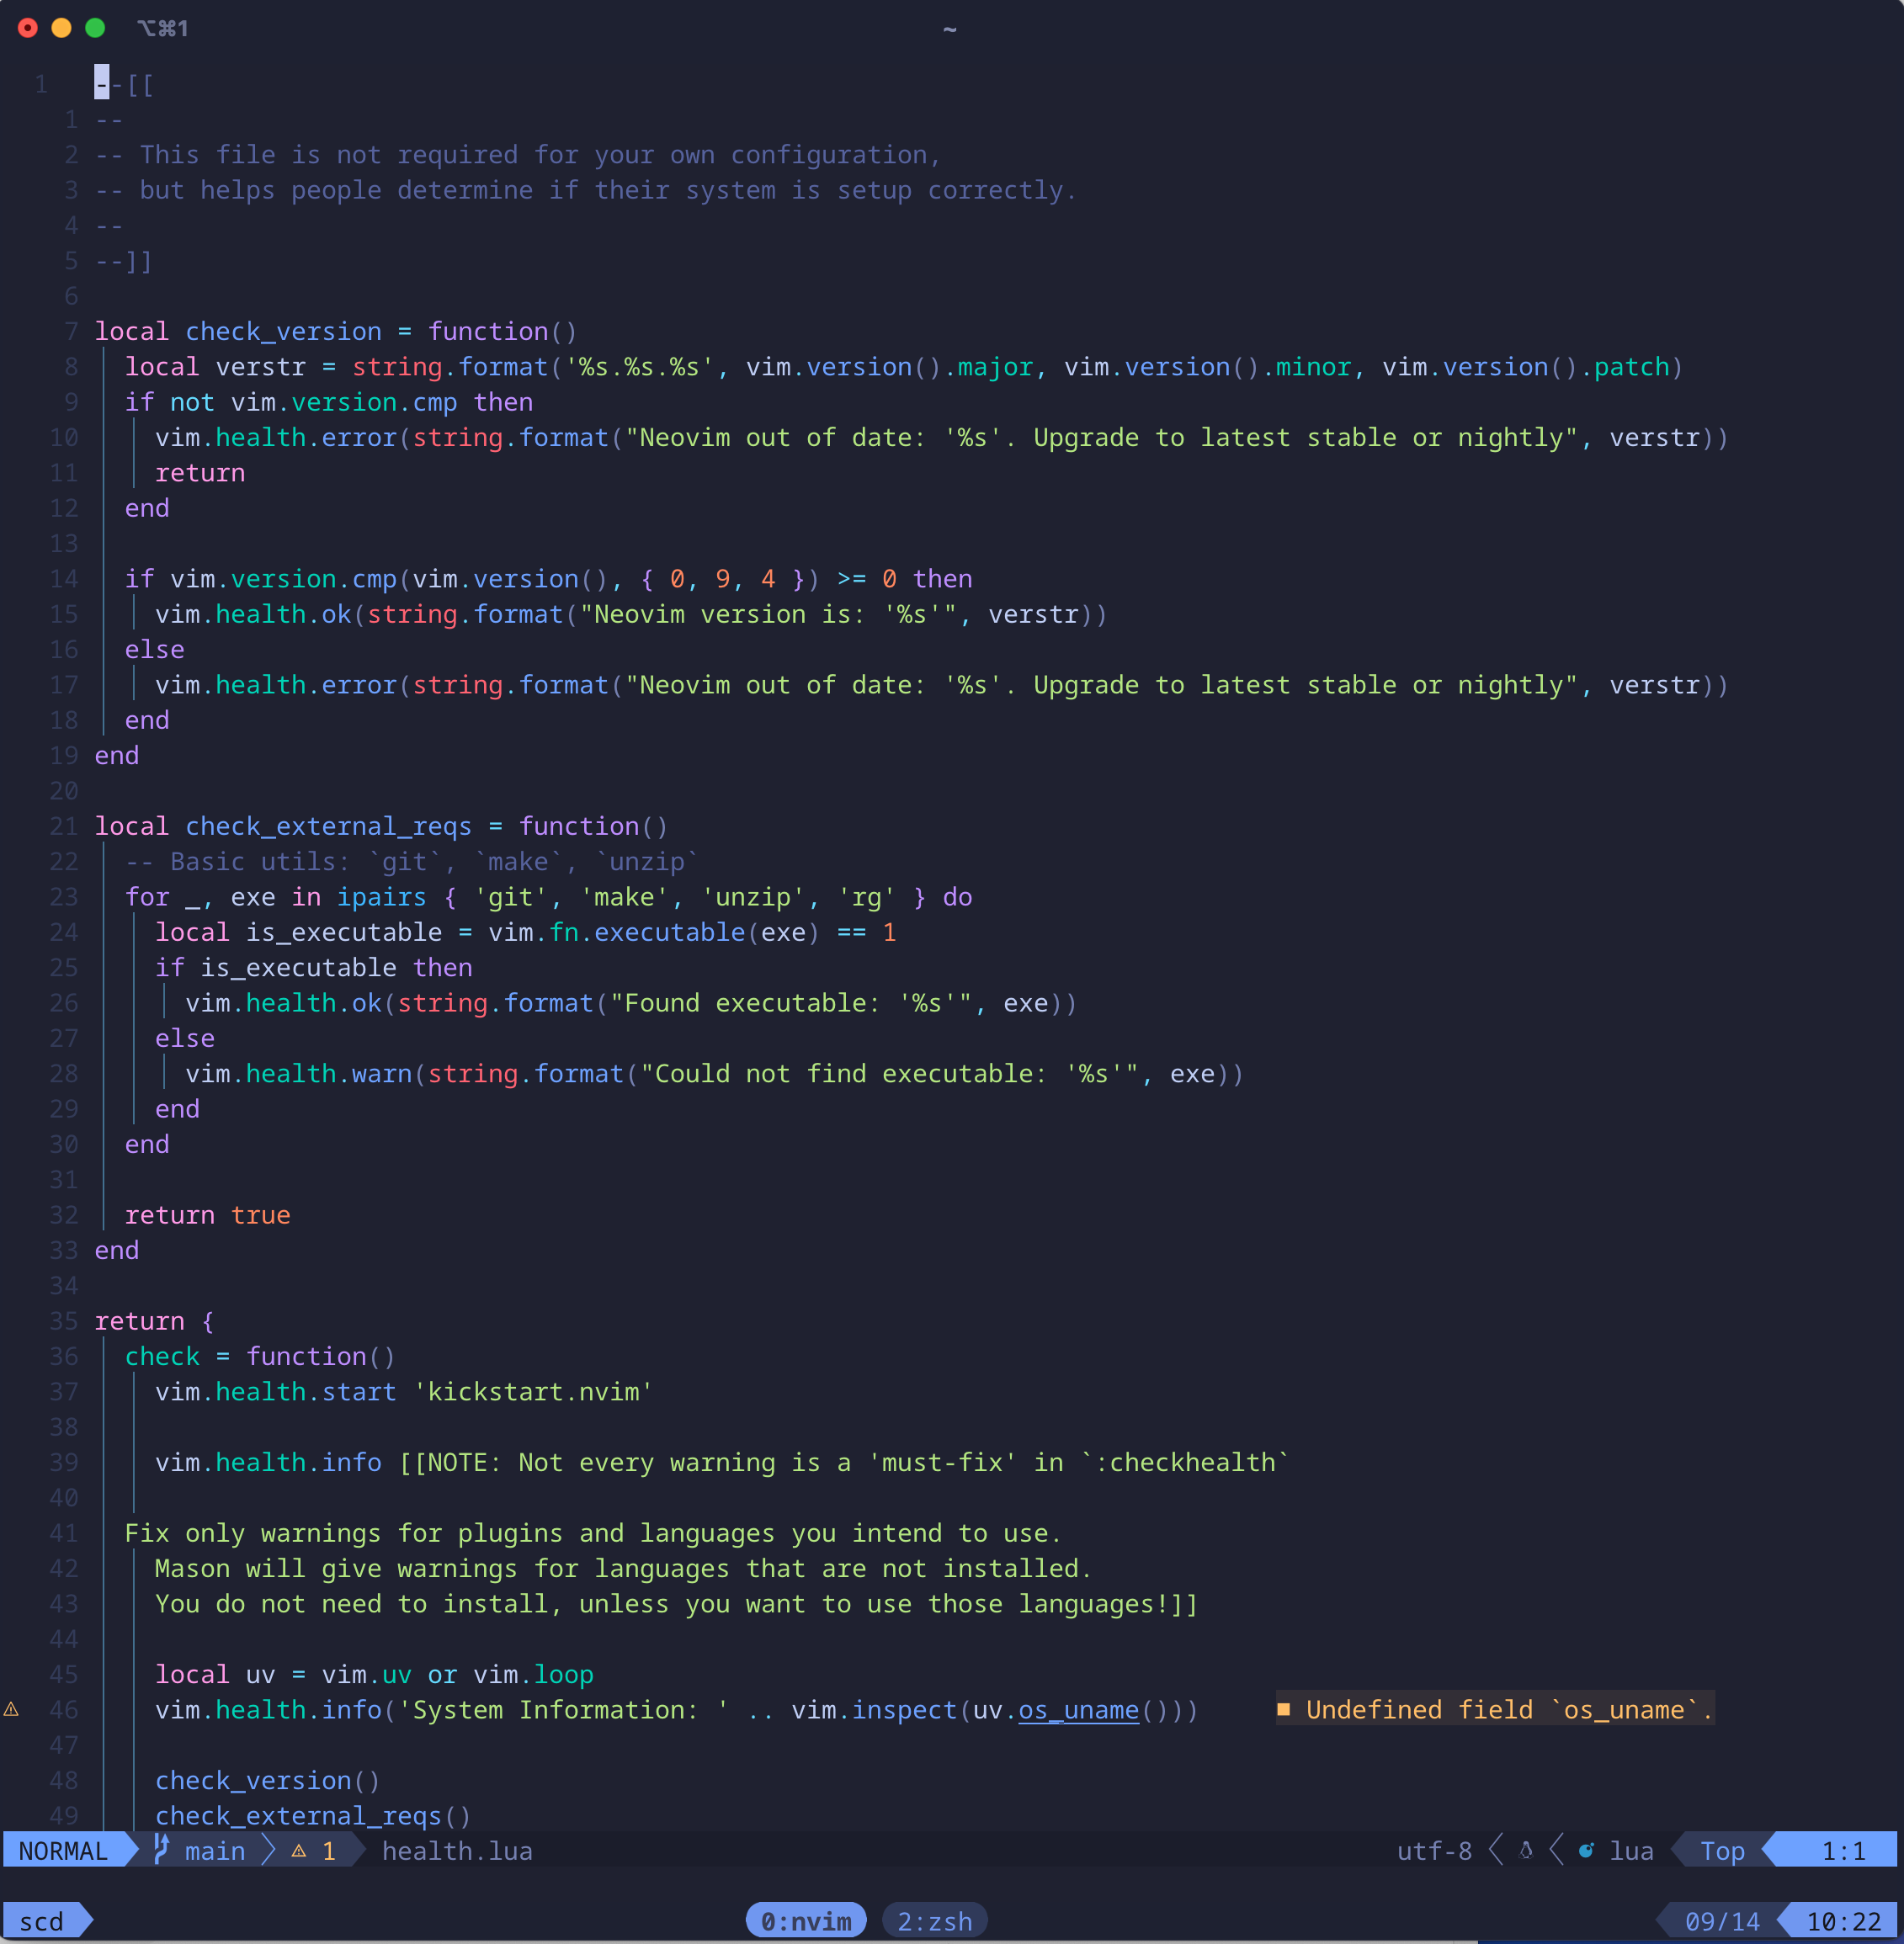 ⌥⌘1 ~
1 --[[
1 --
2 -- This file is not required for your own configuration,
3 -- but helps people determine if their system is setup correctly.
4 --
5 --]]
6
7 local check_version = function()
8 local verstr = string.format('%s.%s.%s', vim.version().major, vim.version().minor, vim.version().patch)
9 if not vim.version.cmp then
10 vim.health.error(string.format("Neovim out of date: '%s'. Upgrade to latest stable or nightly", verstr))
11 return
12 end
13
14 if vim.version.cmp(vim.version(), { 0, 9, 4 }) >= 0 then
15 vim.health.ok(string.format("Neovim version is: '%s'", verstr))
16 else
17 vim.health.error(string.format("Neovim out of date: '%s'. Upgrade to latest stable or nightly", verstr))
18 end
19 end
20
21 local check_external_reqs = function()
22 -- Basic utils: `git`, `make`, `unzip`
23 for _, exe in ipairs { 'git', 'make', 'unzip', 'rg' } do
24 local is_executable = vim.fn.executable(exe) == 1
25 if is_executable then
26 vim.health.ok(string.format("Found executable: '%s'", exe))
27 else
28 vim.health.warn(string.format("Could not find executable: '%s'", exe))
29 end
30 end
31
32 return true
33 end
34
35 return {
36 check = function()
37 vim.health.start 'kickstart.nvim'
38
39 vim.health.info [[NOTE: Not every warning is a 'must-fix' in `:checkhealth`
40
41 Fix only warnings for plugins and languages you intend to use.
42 Mason will give warnings for languages that are not installed.
43 You do not need to install, unless you want to use those languages!]]
44
45 local uv = vim.uv or vim.loop
⚠ 46 vim.health.info('System Information: ' .. vim.inspect(uv.os_uname())) ■ Undefined field `os_uname`.
47
48 check_version()
49 check_external_reqs()
NORMAL main ⚠ 1 health.lua utf-8 lua Top 1:1
scd 0:nvim 2:zsh 09/14 10:22